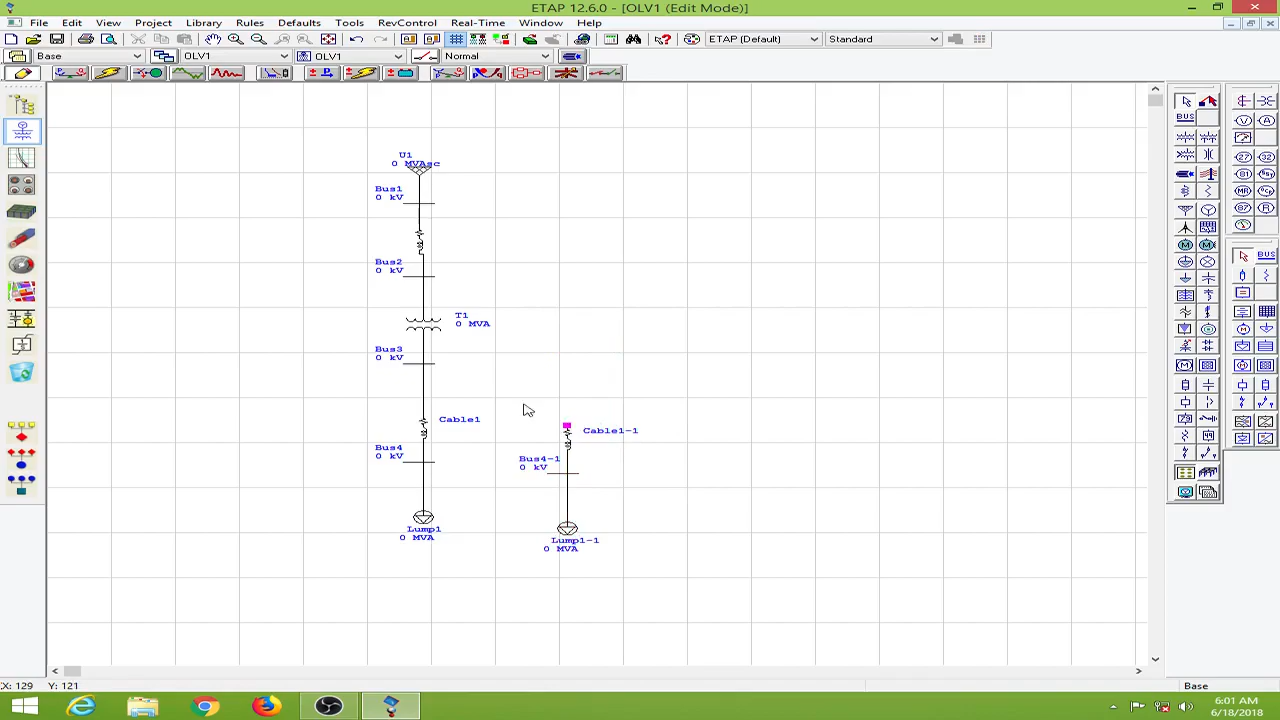 ETAP 12.6.0 - [OLV1 (Edit Mode)]
File Edit View Project Library Rules Defaults Tools RevControl Real-Time Window Help
ETAP (Default) Standard
Base OLV1 OLV1 Normal
BUS
BUS
U1
0 MVAsc
Bus1
0 kV
Bus2
0 kV
T1
0 MVA
Bus3
0 kV
Cable1
Cable1-1
Bus4
0 kV
Bus4-1
0 kV
Lump1
0 MVA
Lump1-1
0 MVA
X: 129 Y: 121 Base
6:01 AM
6/18/2018